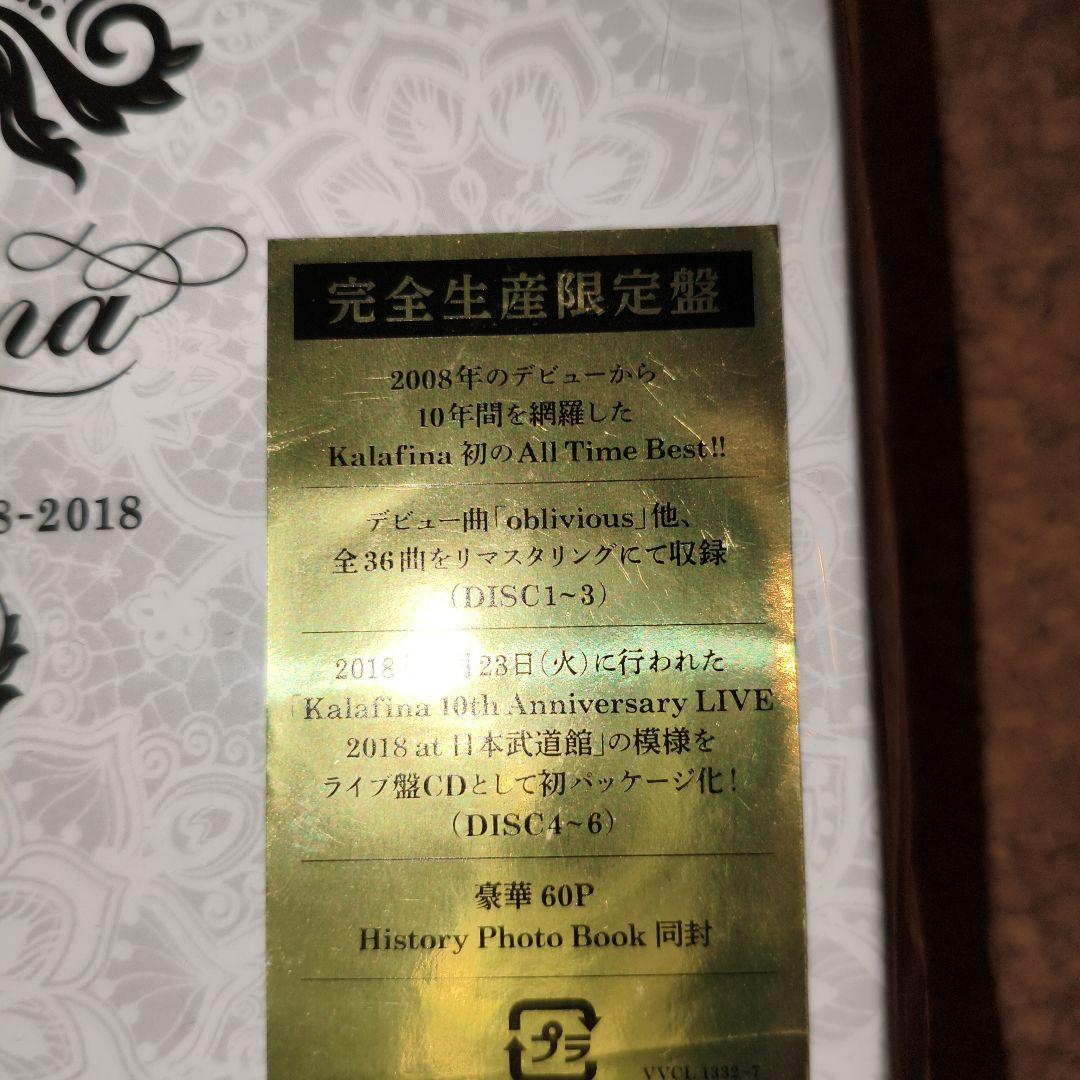 na
8-2018
完全生産限定盤
2008年のデビューから
10年間を網羅した
Kalafina 初のAll Time Best!!
デビュー曲「oblivious」他、
全36曲をリマスタリングにて収録
(DISC1~3)
2018 月23日(火)に行われた
「Kalafina 10th Anniversary LIVE
2018 at 日本武道館」の模様を
ライブ盤CDとして初パッケージ化!
(DISC4~6)
豪華 60P
History Photo Book 同封
プラ
VVCL 1332~7